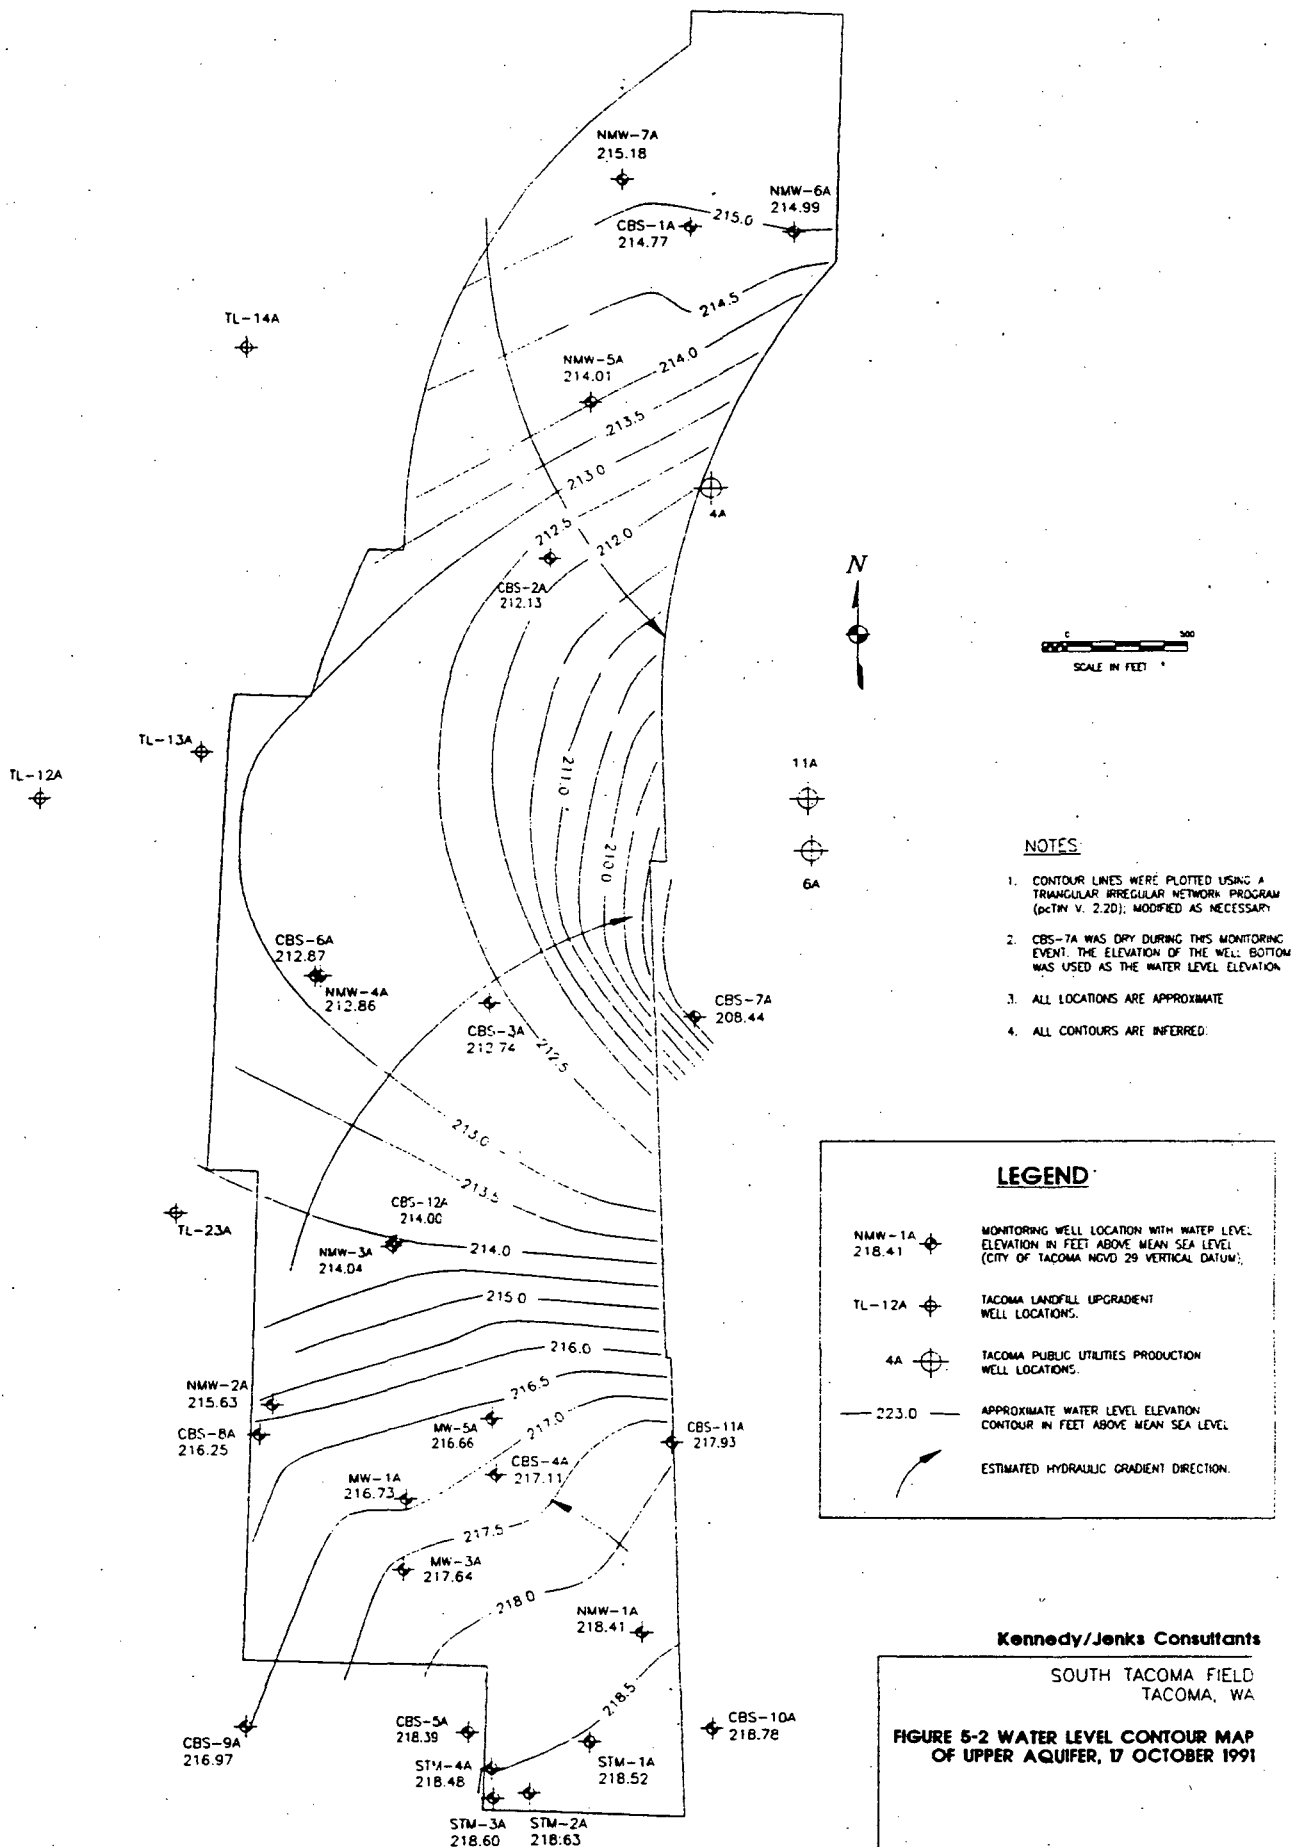 NMW-7A
215.18
NMW-6A
214.99
215.0
CBS-1A
214.77
TL-14A
214.5
NMW-5A
214.01
214.0
213.5
213.0
4A
212.5
212.0
CBS-2A
212.13
N
0 500
SCALE IN FEET
TL-13A
TL-12A
211.0
11A
210.0
6A
NOTES:
1. CONTOUR LINES WERE PLOTTED USING A
TRIANGULAR IRREGULAR NETWORK PROGRAM
(pcTIN V. 2.2D); MODIFIED AS NECESSARY
2. CBS-7A WAS DRY DURING THIS MONITORING
EVENT. THE ELEVATION OF THE WELL BOTTOM
WAS USED AS THE WATER LEVEL ELEVATION
3. ALL LOCATIONS ARE APPROXIMATE
4. ALL CONTOURS ARE INFERRED.
CBS-6A
212.87
NMW-4A
212.86
CBS-3A
212.74
212.5
CBS-7A
208.44
213.0
213.5
TL-23A
CBS-12A
214.00
NMW-3A
214.04
214.0
215.0
216.0
216.5
NMW-2A
215.63
CBS-8A
216.25
MW-5A
216.66
217.0
CBS-11A
217.93
CBS-4A
217.11
MW-1A
216.73
217.5
MW-3A
217.64
218.0
NMW-1A
218.41
218.5
CBS-9A
216.97
CBS-5A
218.39
CBS-10A
218.78
STM-4A
218.48
STM-1A
218.52
STM-3A
218.60
STM-2A
218.63
LEGEND
NMW-1A
218.41
MONITORING WELL LOCATION WITH WATER LEVEL
ELEVATION IN FEET ABOVE MEAN SEA LEVEL
(CITY OF TACOMA NGVD 29 VERTICAL DATUM).
TL-12A
TACOMA LANDFILL UPGRADIENT
WELL LOCATIONS.
4A
TACOMA PUBLIC UTILITIES PRODUCTION
WELL LOCATIONS.
223.0
APPROXIMATE WATER LEVEL ELEVATION
CONTOUR IN FEET ABOVE MEAN SEA LEVEL
ESTIMATED HYDRAULIC GRADIENT DIRECTION.
Kennedy/Jenks Consultants
SOUTH TACOMA FIELD
TACOMA, WA
FIGURE 5-2 WATER LEVEL CONTOUR MAP
OF UPPER AQUIFER, 17 OCTOBER 1991